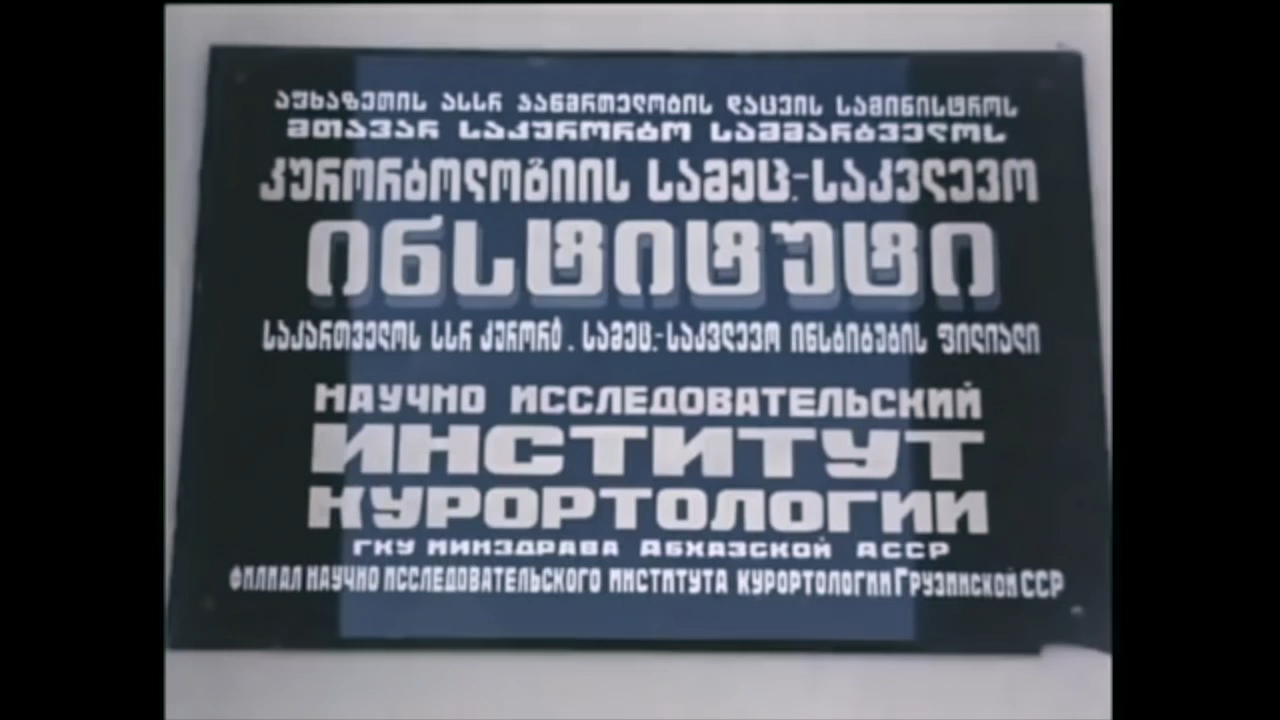 აფხაზეთის ასსრ ჯანმრთელობის დაცვის სამინისტროს
მთავარ საკურორტო სამმართველოს
კურორტოლოგიის სამეც.-საკვლევო
ინსტიტუტი
საქართველოს სსრ კურორტ. სამეც.-საკვლევო ინსტიტუტის ფილიალი
НАУЧНО ИССЛЕДОВАТЕЛЬСКИЙ
ИНСТИТУТ
КУРОРТОЛОГИИ
ГКУ МИНЗДРАВА АБХАЗСКОЙ АССР
ФИЛИАЛ НАУЧНО ИССЛЕДОВАТЕЛЬСКОГО ИНСТИТУТА КУРОРТОЛОГИИ ГРУЗИНСКОЙ ССР